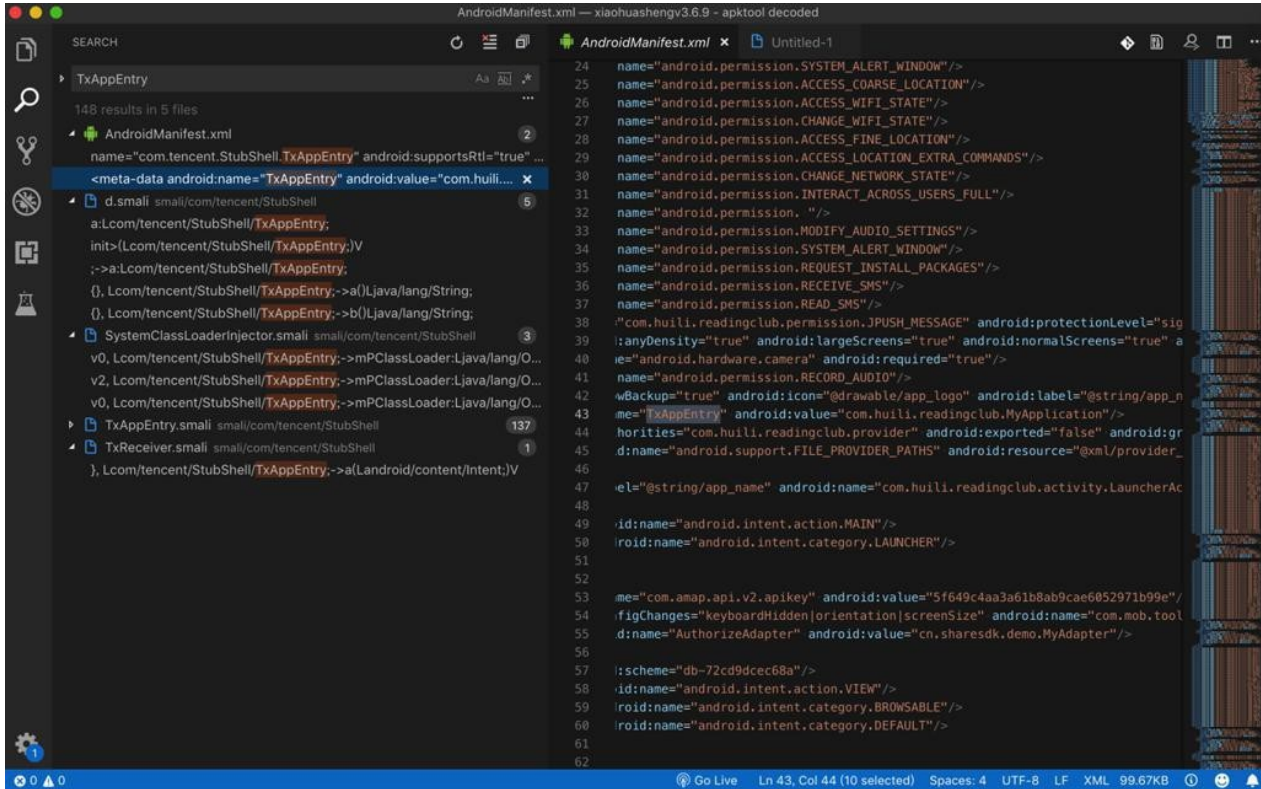 AndroidManifest.xml — xiaohuashengv3.6.9 - apktool decoded
SEARCH
TxAppEntry
148 results in 5 files
AndroidManifest.xml 2
name="com.tencent.StubShell.TxAppEntry" android:supportsRtl="true" ...
<meta-data android:name="TxAppEntry" android:value="com.huili....
d.smali smali/com/tencent/StubShell 5
a:Lcom/tencent/StubShell/TxAppEntry;
init>(Lcom/tencent/StubShell/TxAppEntry;)V
;->a:Lcom/tencent/StubShell/TxAppEntry;
{}, Lcom/tencent/StubShell/TxAppEntry;->a()Ljava/lang/String;
{}, Lcom/tencent/StubShell/TxAppEntry;->b()Ljava/lang/String;
SystemClassLoaderInjector.smali smali/com/tencent/StubShell 3
v0, Lcom/tencent/StubShell/TxAppEntry;->mPClassLoader:Ljava/lang/O...
v2, Lcom/tencent/StubShell/TxAppEntry;->mPClassLoader:Ljava/lang/O...
v0, Lcom/tencent/StubShell/TxAppEntry;->mPClassLoader:Ljava/lang/O...
TxAppEntry.smali smali/com/tencent/StubShell 137
TxReceiver.smali smali/com/tencent/StubShell 1
}, Lcom/tencent/StubShell/TxAppEntry;->a(Landroid/content/Intent;)V
AndroidManifest.xml Untitled-1
24 name="android.permission.SYSTEM_ALERT_WINDOW"/>
25 name="android.permission.ACCESS_COARSE_LOCATION"/>
26 name="android.permission.ACCESS_WIFI_STATE"/>
27 name="android.permission.CHANGE_WIFI_STATE"/>
28 name="android.permission.ACCESS_FINE_LOCATION"/>
29 name="android.permission.ACCESS_LOCATION_EXTRA_COMMANDS"/>
30 name="android.permission.CHANGE_NETWORK_STATE"/>
31 name="android.permission.INTERACT_ACROSS_USERS_FULL"/>
32 name="android.permission. "/>
33 name="android.permission.MODIFY_AUDIO_SETTINGS"/>
34 name="android.permission.SYSTEM_ALERT_WINDOW"/>
35 name="android.permission.REQUEST_INSTALL_PACKAGES"/>
36 name="android.permission.RECEIVE_SMS"/>
37 name="android.permission.READ_SMS"/>
38 ="com.huili.readingclub.permission.JPUSH_MESSAGE" android:protectionLevel="sig
39 :anyDensity="true" android:largeScreens="true" android:normalScreens="true" a
40 e="android.hardware.camera" android:required="true"/>
41 name="android.permission.RECORD_AUDIO"/>
42 wBackup="true" android:icon="@drawable/app_logo" android:label="@string/app_n
43 me="TxAppEntry" android:value="com.huili.readingclub.MyApplication"/>
44 horities="com.huili.readingclub.provider" android:exported="false" android:gr
45 d:name="android.support.FILE_PROVIDER_PATHS" android:resource="@xml/provider_
46
47 el="@string/app_name" android:name="com.huili.readingclub.activity.LauncherAc
48
49 id:name="android.intent.action.MAIN"/>
50 roid:name="android.intent.category.LAUNCHER"/>
51
52
53 me="com.amap.api.v2.apikey" android:value="5f649c4aa3a61b8ab9cae6052971b99e"/
54 figChanges="keyboardHidden|orientation|screenSize" android:name="com.mob.tool
55 d:name="AuthorizeAdapter" android:value="cn.sharesdk.demo.MyAdapter"/>
56
57 :scheme="db-72cd9dcec68a"/>
58 id:name="android.intent.action.VIEW"/>
59 roid:name="android.intent.category.BROWSABLE"/>
60 roid:name="android.intent.category.DEFAULT"/>
61
62
1
0 0 Go Live Ln 43, Col 44 (10 selected) Spaces: 4 UTF-8 LF XML 99.67KB